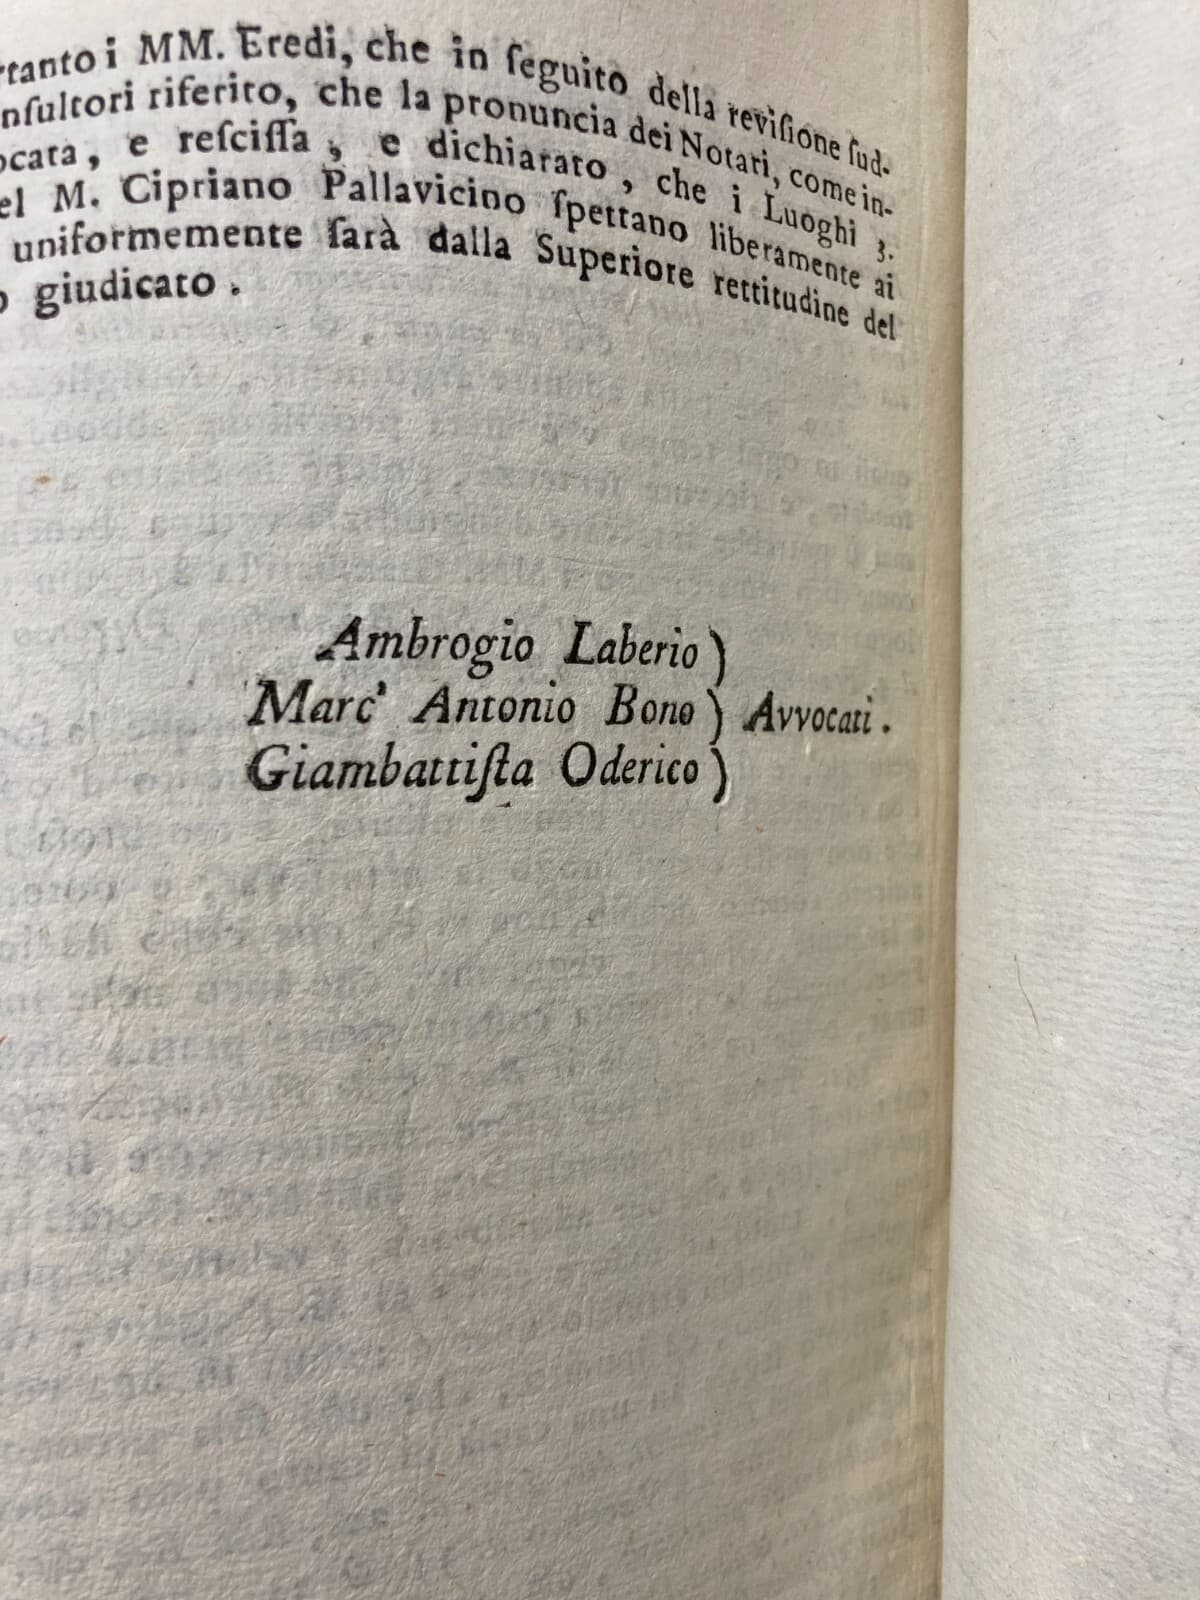 rtanto i MM. Eredi, che in ſeguito della reviſione ſud-
nſultori riferito, che la pronuncia dei Notari, come in-
ocata, e reſciſſa, e dichiarato, che i Luoghi 3.
el M. Cipriano Pallavicino ſpettano liberamente ai
uniformemente ſarà dalla Superiore rettitudine del
o giudicato.
Ambrogio Laberio)
Marc' Antonio Bono) Avvocati.
Giambattiſta Oderico)